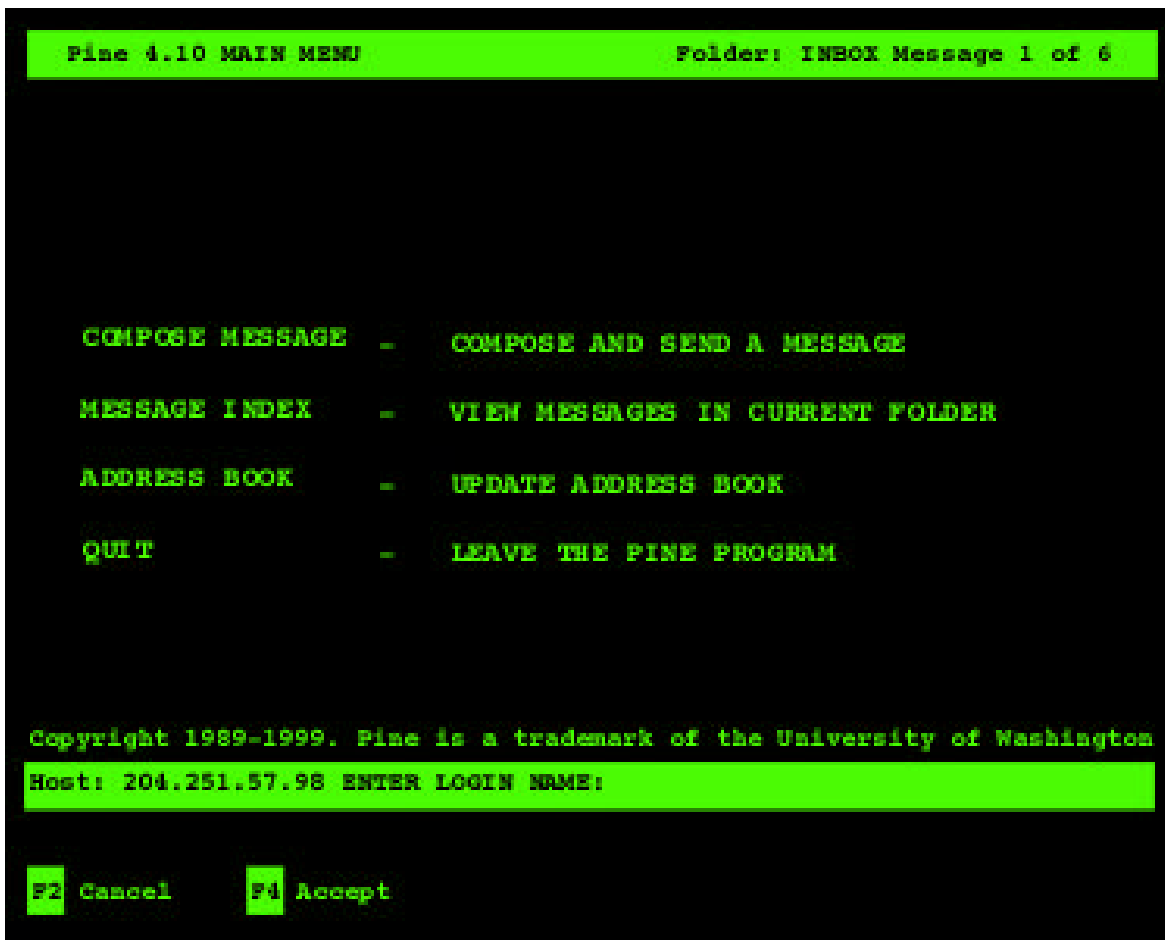 Pine 4.10 MAIN MENU Folder: INBOX Message 1 of 6
COMPOSE MESSAGE - COMPOSE AND SEND A MESSAGE
MESSAGE INDEX - VIEW MESSAGES IN CURRENT FOLDER
ADDRESS BOOK - UPDATE ADDRESS BOOK
QUIT - LEAVE THE PINE PROGRAM
Copyright 1989-1999. Pine is a trademark of the University of Washington
Host: 204.251.57.98 ENTER LOGIN NAME:
F2 Cancel F4 Accept